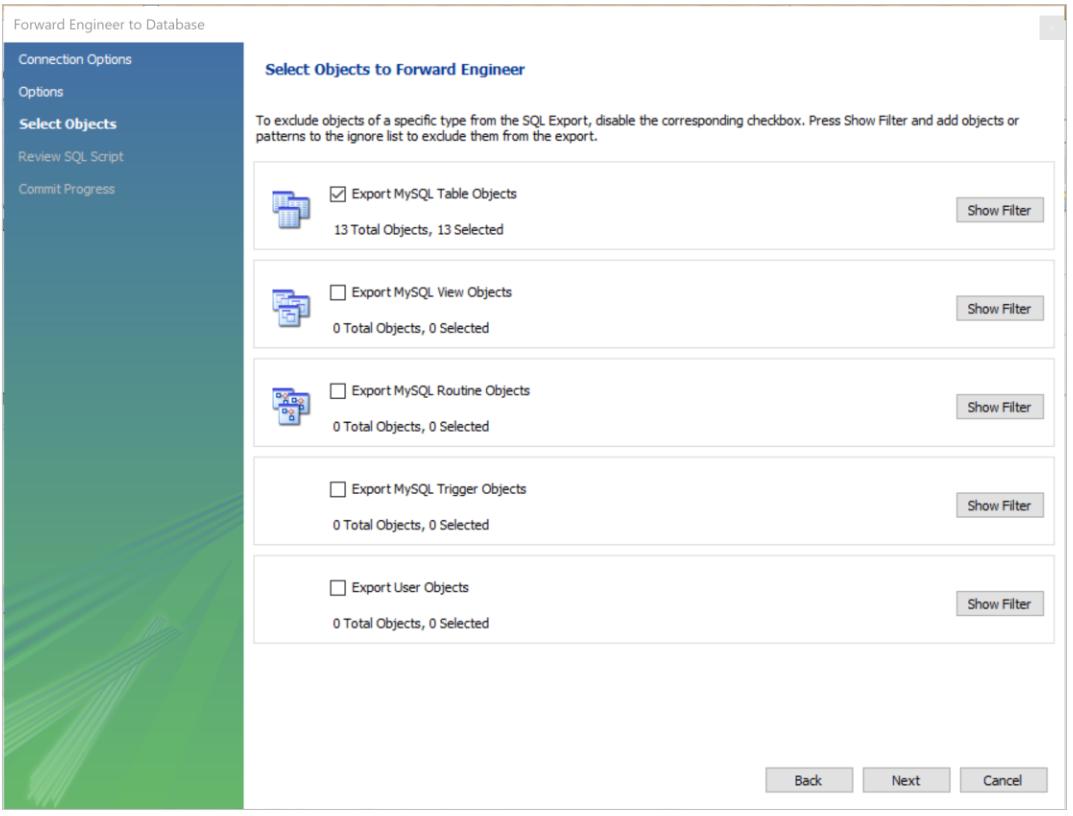 Forward Engineer to Database
Connection Options
Options
Select Objects
Review SQL Script
Commit Progress
Select Objects to Forward Engineer
To exclude objects of a specific type from the SQL Export, disable the corresponding checkbox. Press Show Filter and add objects or
patterns to the ignore list to exclude them from the export.
Export MySQL Table Objects
Show Filter
13 Total Objects, 13 Selected
Export MySQL View Objects
Show Filter
0 Total Objects, 0 Selected
Export MySQL Routine Objects
Show Filter
0 Total Objects, 0 Selected
Export MySQL Trigger Objects
Show Filter
0 Total Objects, 0 Selected
Export User Objects
Show Filter
0 Total Objects, 0 Selected
Back Next Cancel